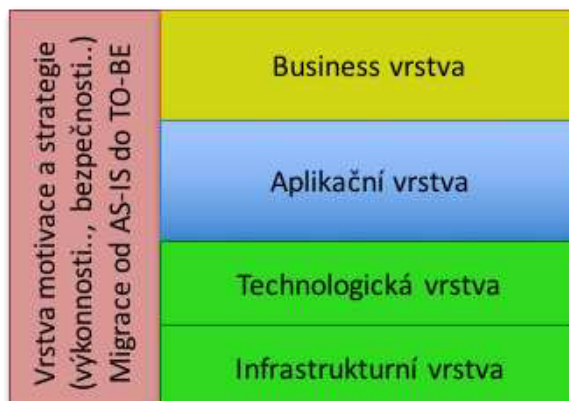 Vrstva motivace a strategie
(výkonnosti.., bezpečnosti..)
Migrace od AS-IS do TO-BE
Business vrstva
Aplikační vrstva
Technologická vrstva
Infrastrukturní vrstva